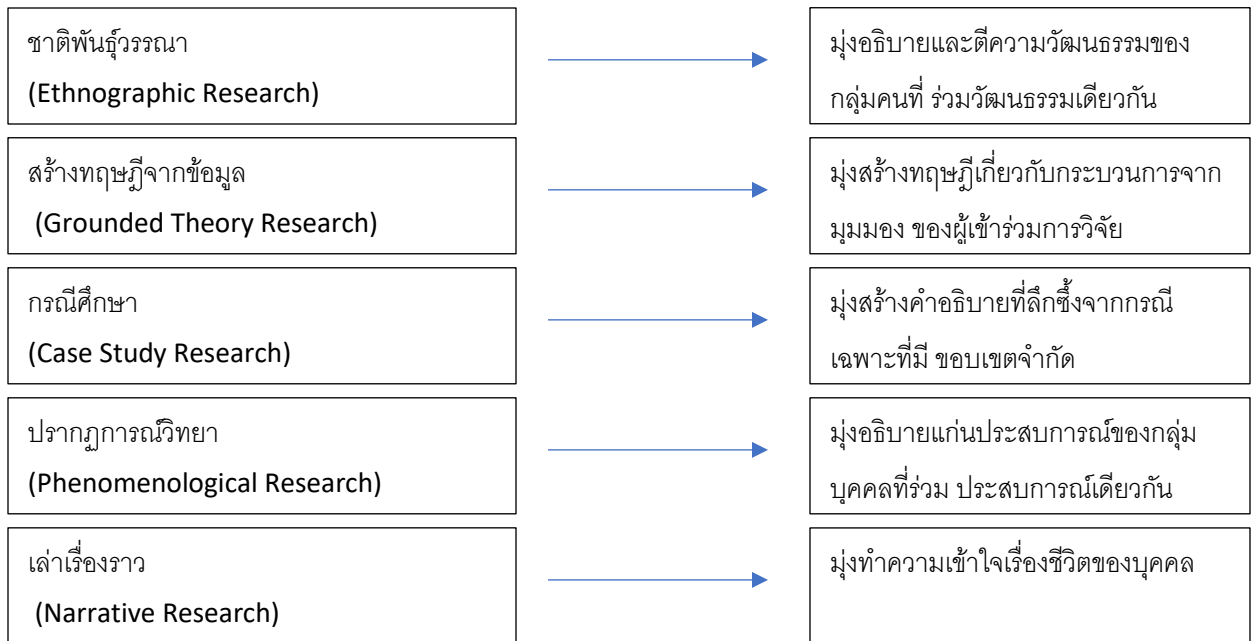 ชาติพันธุ์วรรณา
(Ethnographic Research)
มุ่งอธิบายและตีความวัฒนธรรมของ
กลุ่มคนที่ ร่วมวัฒนธรรมเดียวกัน
สร้างทฤษฎีจากข้อมูล
(Grounded Theory Research)
มุ่งสร้างทฤษฎีเกี่ยวกับกระบวนการจาก
มุมมอง ของผู้เข้าร่วมการวิจัย
กรณีศึกษา
(Case Study Research)
มุ่งสร้างคำอธิบายที่ลึกซึ้งจากกรณี
เฉพาะที่มี ขอบเขตจำกัด
ปรากฏการณ์วิทยา
(Phenomenological Research)
มุ่งอธิบายแก่นประสบการณ์ของกลุ่ม
บุคคลที่ร่วม ประสบการณ์เดียวกัน
เล่าเรื่องราว
(Narrative Research)
มุ่งทำความเข้าใจเรื่องชีวิตของบุคคล